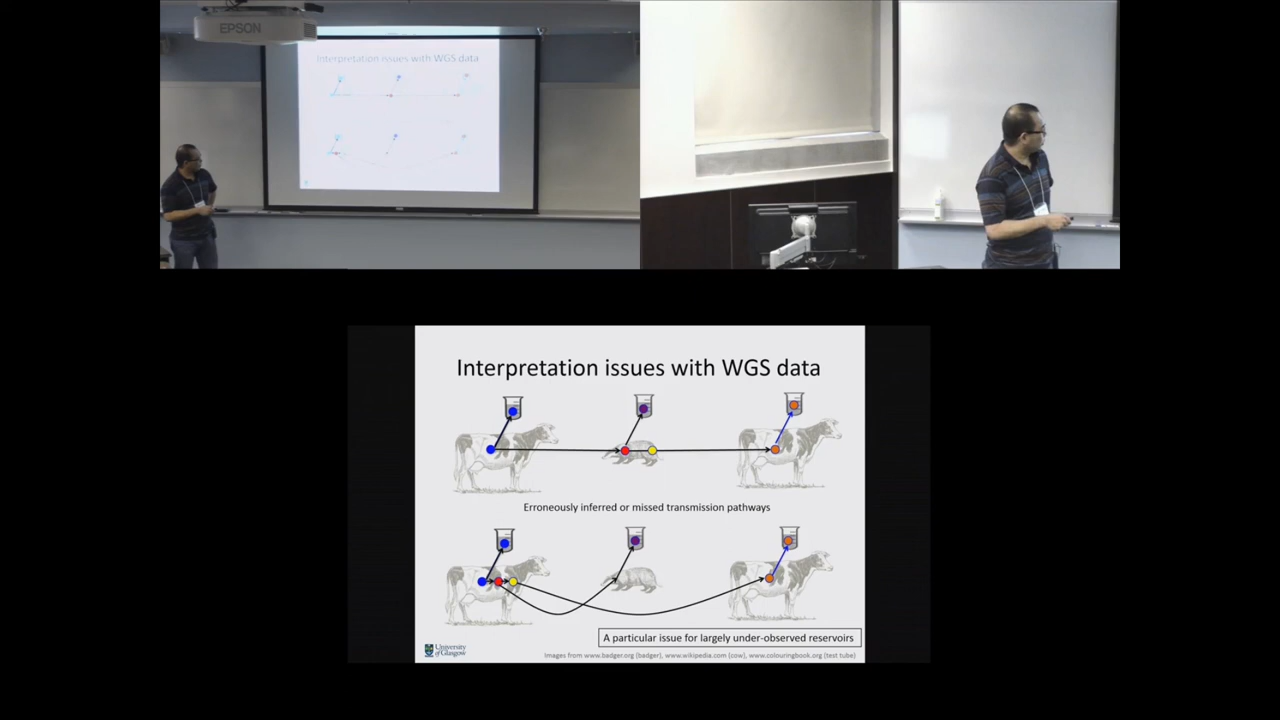 EPSON
Interpretation issues with WGS data
Interpretation issues with WGS data
Erroneously inferred or missed transmission pathways
A particular issue for largely under-observed reservoirs
University
of Glasgow
Images from www.badger.org (badger), www.wikipedia.com (cow), www.colouringbook.org (test tube)